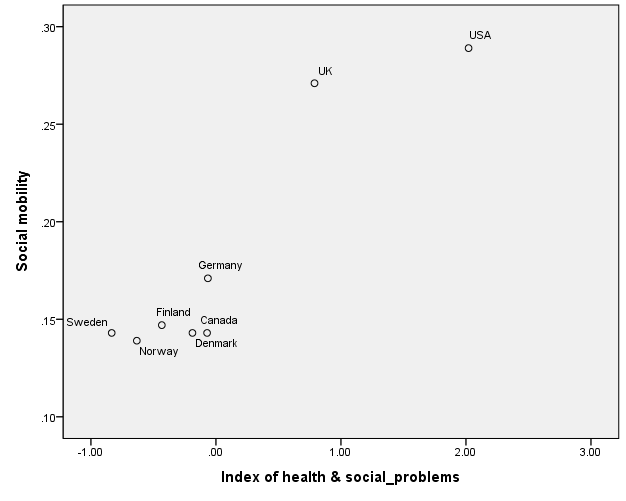 .30
USA
UK
.25
Social mobility
.20
Germany
Finland
Canada
.15
Sweden
Denmark
Norway
.10
-1.00
.00
1.00
2.00
3.00
Index of health & social_problems